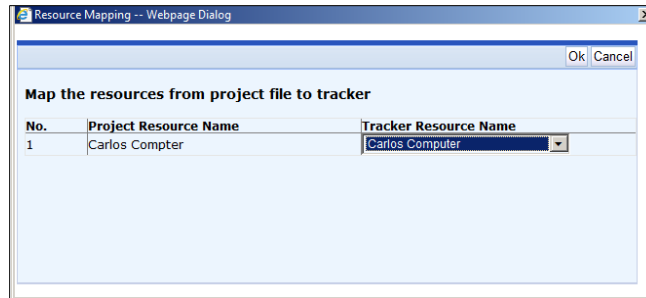 Resource Mapping -- Webpage Dialog
Ok Cancel
Map the resources from project file to tracker
No. Project Resource Name Tracker Resource Name
1 Carlos Compter Carlos Computer